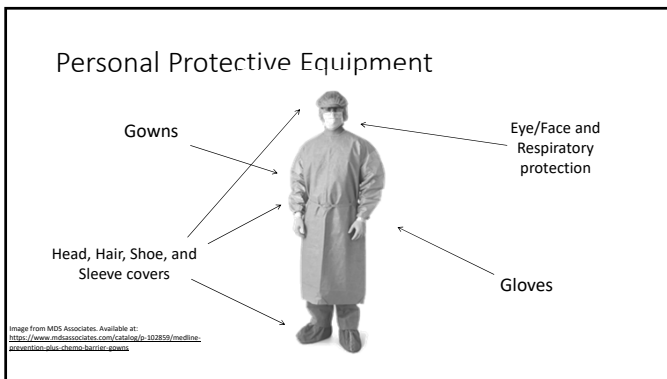 Personal Protective Equipment
Gowns
Eye/Face and
Respiratory
protection
Head, Hair, Shoe, and
Sleeve covers
Gloves
Image from MDS Associates. Available at:
https://www.mdsassociates.com/catalog/p-102859/medline-
prevention-plus-chemo-barrier-gowns